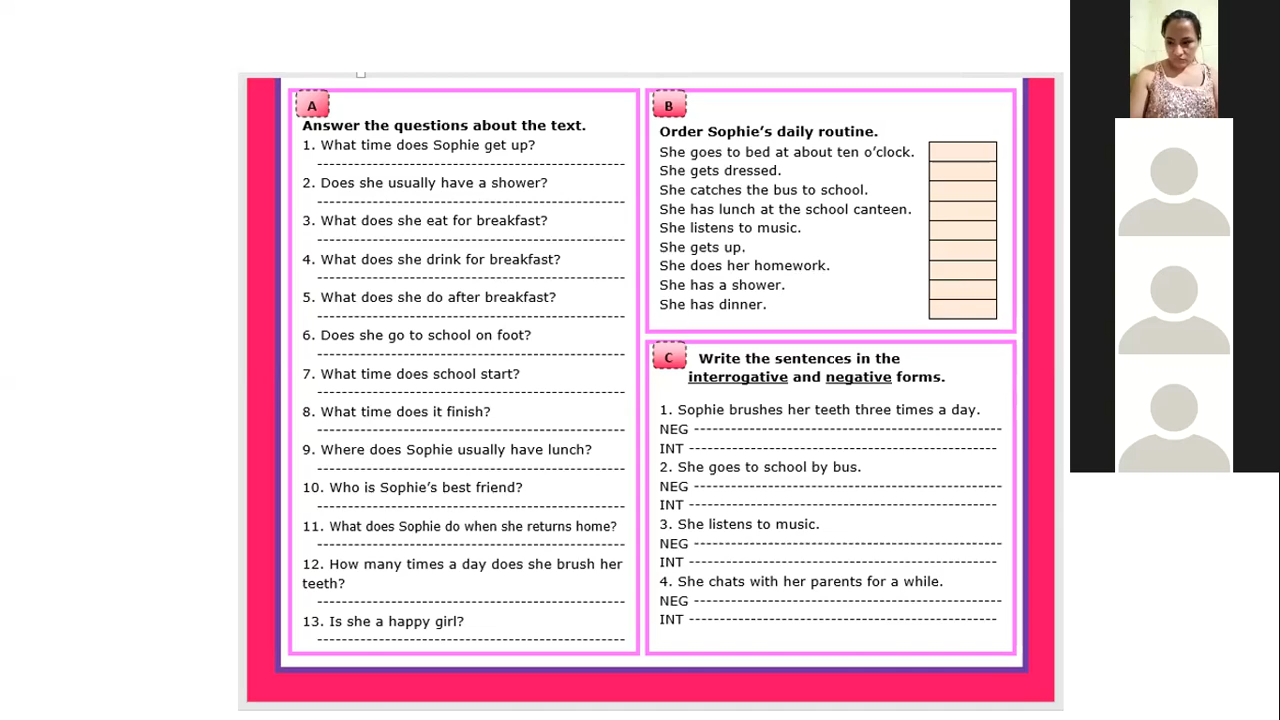 A
Answer the questions about the text.
1. What time does Sophie get up?
2. Does she usually have a shower?
3. What does she eat for breakfast?
4. What does she drink for breakfast?
5. What does she do after breakfast?
6. Does she go to school on foot?
7. What time does school start?
8. What time does it finish?
9. Where does Sophie usually have lunch?
10. Who is Sophie’s best friend?
11. What does Sophie do when she returns home?
12. How many times a day does she brush her
teeth?
13. Is she a happy girl?
B
Order Sophie’s daily routine.
She goes to bed at about ten o’clock.
She gets dressed.
She catches the bus to school.
She has lunch at the school canteen.
She listens to music.
She gets up.
She does her homework.
She has a shower.
She has dinner.
C
Write the sentences in the
interrogative and negative forms.
1. Sophie brushes her teeth three times a day.
NEG
INT
2. She goes to school by bus.
NEG
INT
3. She listens to music.
NEG
INT
4. She chats with her parents for a while.
NEG
INT